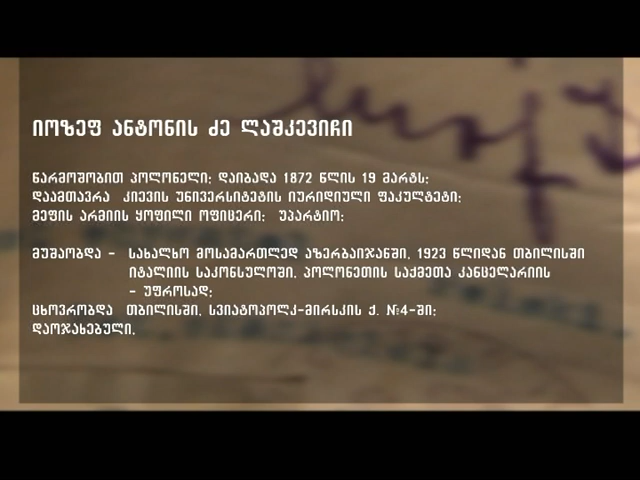 იოზეფ ანტონის ძე ლაშკევიჩი
წარმოშობით პოლონელი; დაიბადა 1872 წლის 19 მარტს;
დაამთავრა კიევის უნივერსიტეტის იურიდიული ფაკულტეტი;
მეფის არმიის ყოფილი ოფიცერი; უპარტიო;
მუშაობდა – სახალხო მოსამართლედ აზერბაიჯანში, 1923 წლიდან თბილისში
იტალიის საკონსულოში, პოლონეთის საქმეთა კანცელარიის
– უფროსად;
ცხოვრობდა თბილისში, სვიატოპოლკ-მირსკის ქ. №4-ში;
დაოჯახებული.